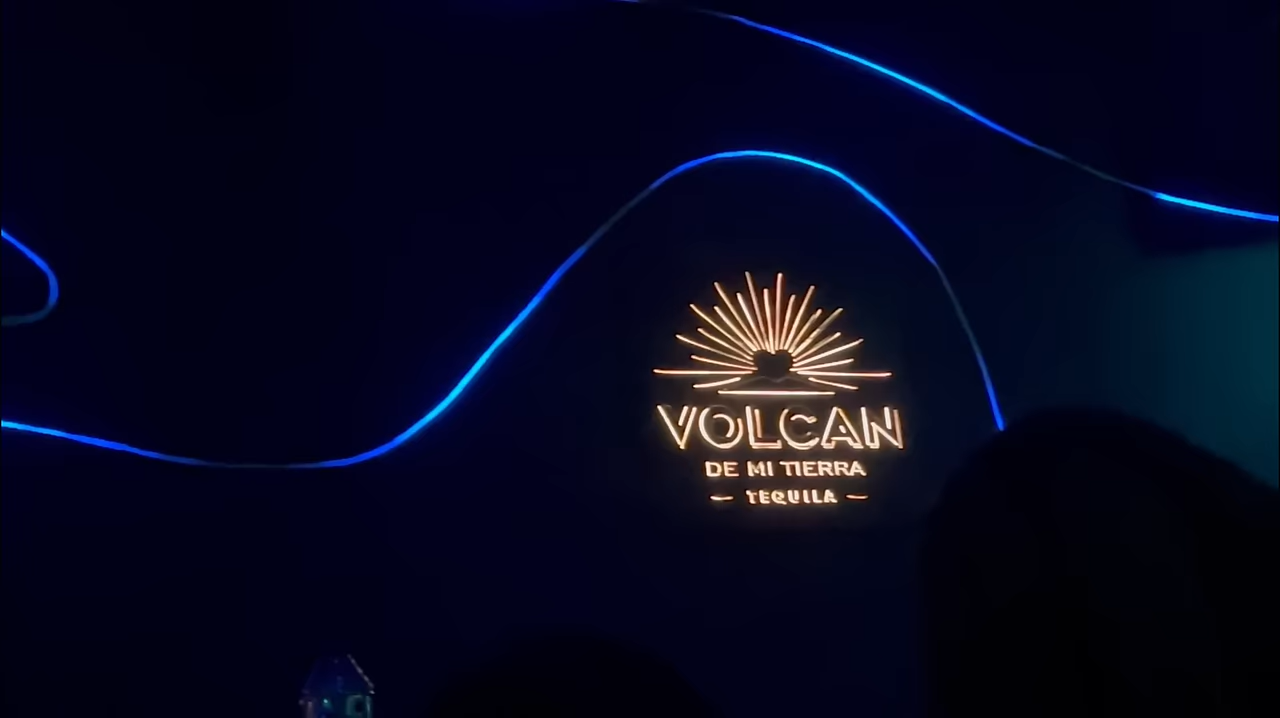 VOLCAN
DE MI TIERRA
— TEQUILA —